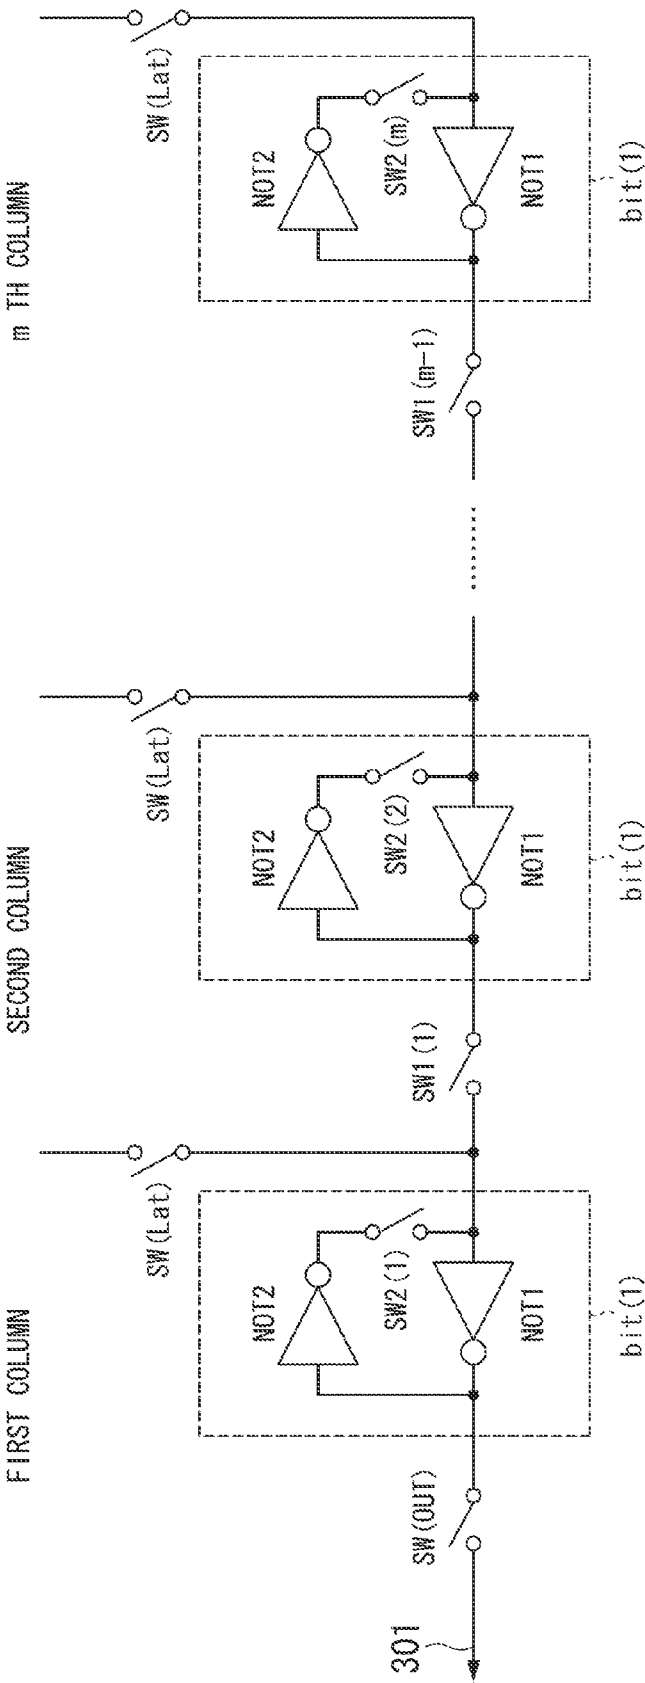 FIRST COLUMN
SECOND COLUMN
m TH COLUMN
SW(Lat)
SW(Lat)
SW(Lat)
NOT2
NOT2
NOT2
SW2(1)
SW2(2)
SW2(m)
301
SW(OUT)
SW1(1)
SW1(m-1)
NOT1
NOT1
NOT1
bit(1)
bit(1)
bit(1)